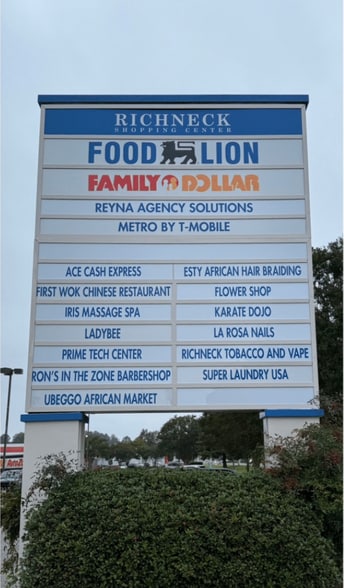 RICHNECK
SHOPPING CENTER
FOOD LION
FAMILY DOLLAR
REYNA AGENCY SOLUTIONS
METRO BY T-MOBILE
ACE CASH EXPRESS
ESTY AFRICAN HAIR BRAIDING
FIRST WOK CHINESE RESTAURANT
FLOWER SHOP
IRIS MASSAGE SPA
KARATE DOJO
LADYBEE
LA ROSA NAILS
PRIME TECH CENTER
RICHNECK TOBACCO AND VAPE
RON'S IN THE ZONE BARBERSHOP
SUPER LAUNDRY USA
UBEGGO AFRICAN MARKET